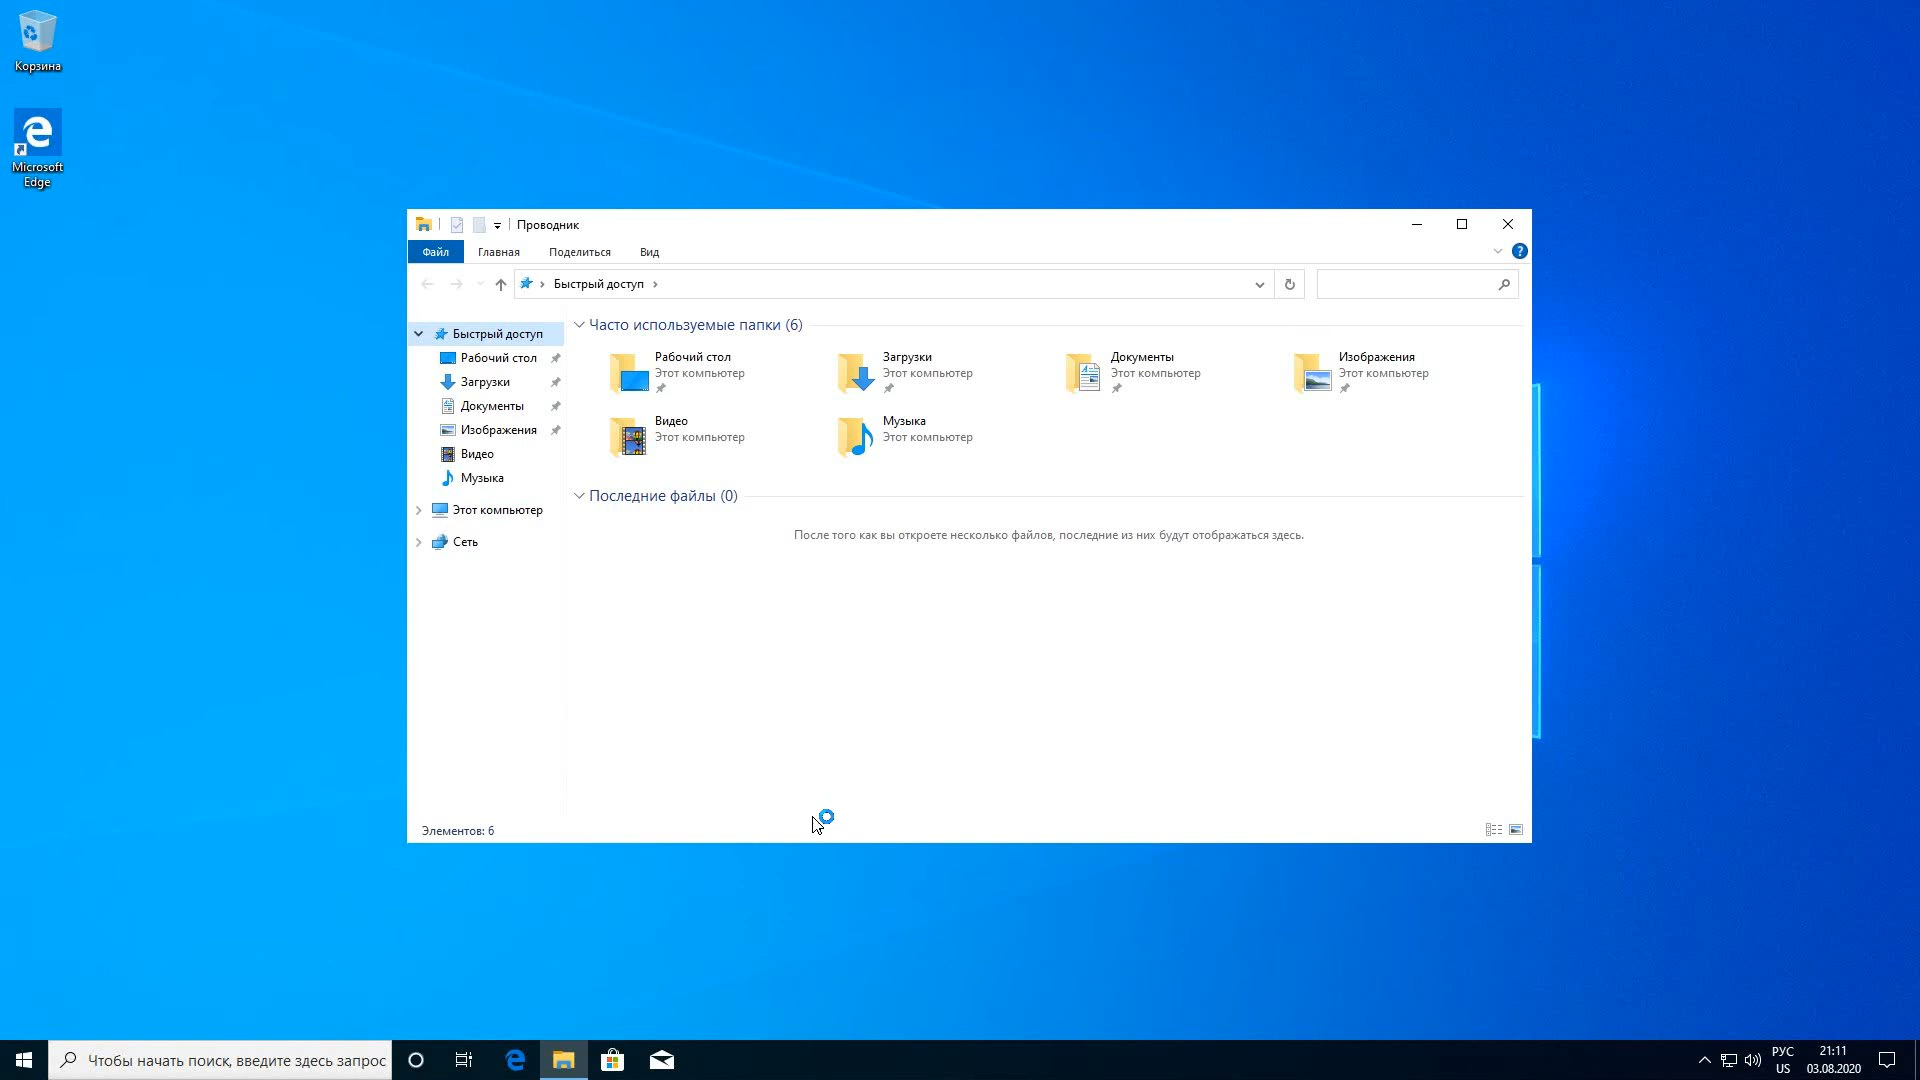 Корзина
Microsoft
Edge
Проводник
Файл
Главная
Поделиться
Вид
?
Быстрый доступ
Быстрый доступ
Рабочий стол
Загрузки
Документы
Изображения
Видео
Музыка
Этот компьютер
Сеть
Часто используемые папки (6)
Рабочий стол
Этот компьютер
Загрузки
Этот компьютер
Документы
Этот компьютер
Изображения
Этот компьютер
Видео
Этот компьютер
Музыка
Этот компьютер
Последние файлы (0)
После того как вы откроете несколько файлов, последние из них будут отображаться здесь.
Элементов: 6
Чтобы начать поиск, введите здесь запрос
РУС
US
21:11
03.08.2020